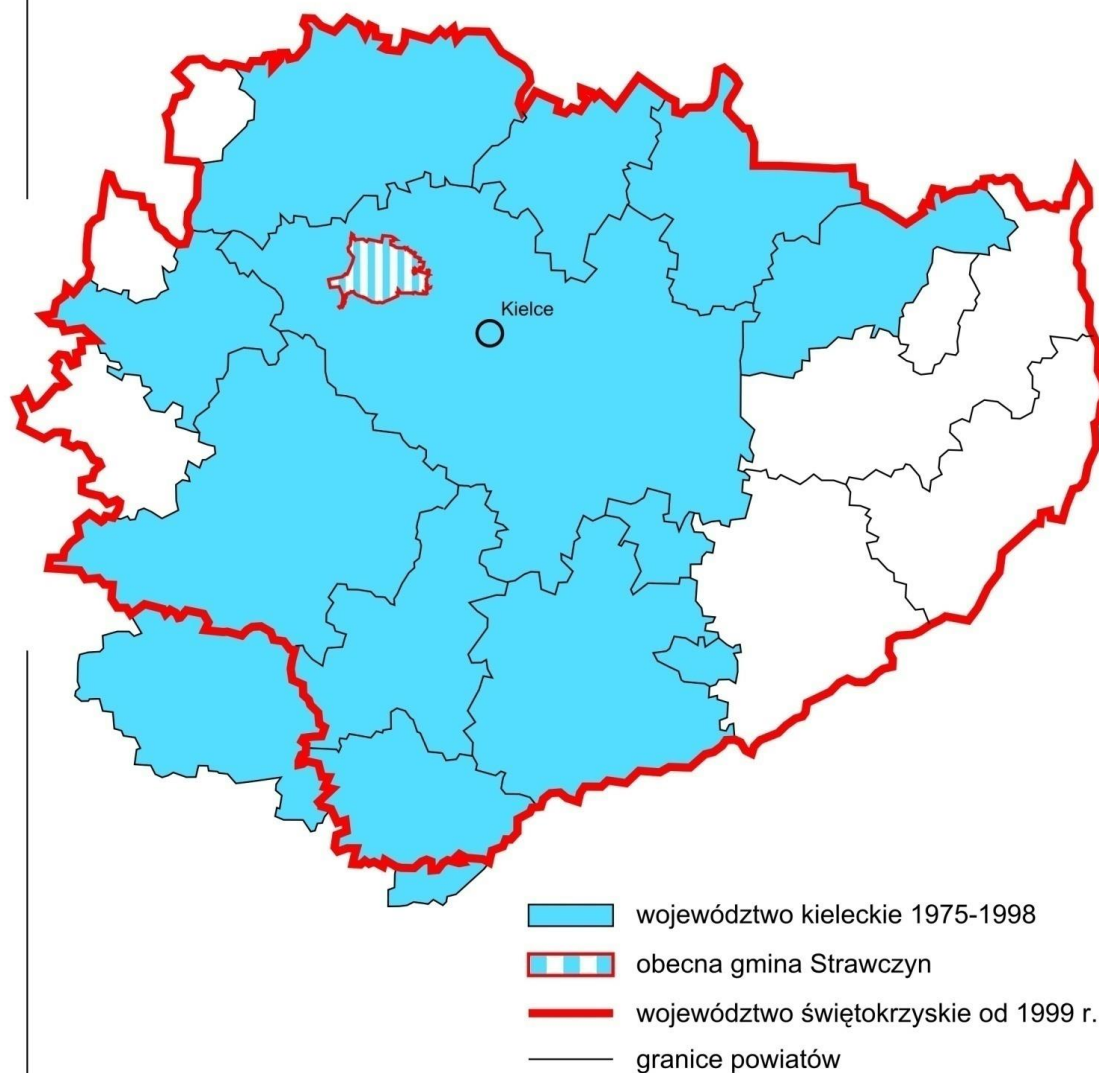 Kielce
województwo kieleckie 1975-1998
obecna gmina Strawczyn
województwo świętokrzyskie od 1999 r.
granice powiatów